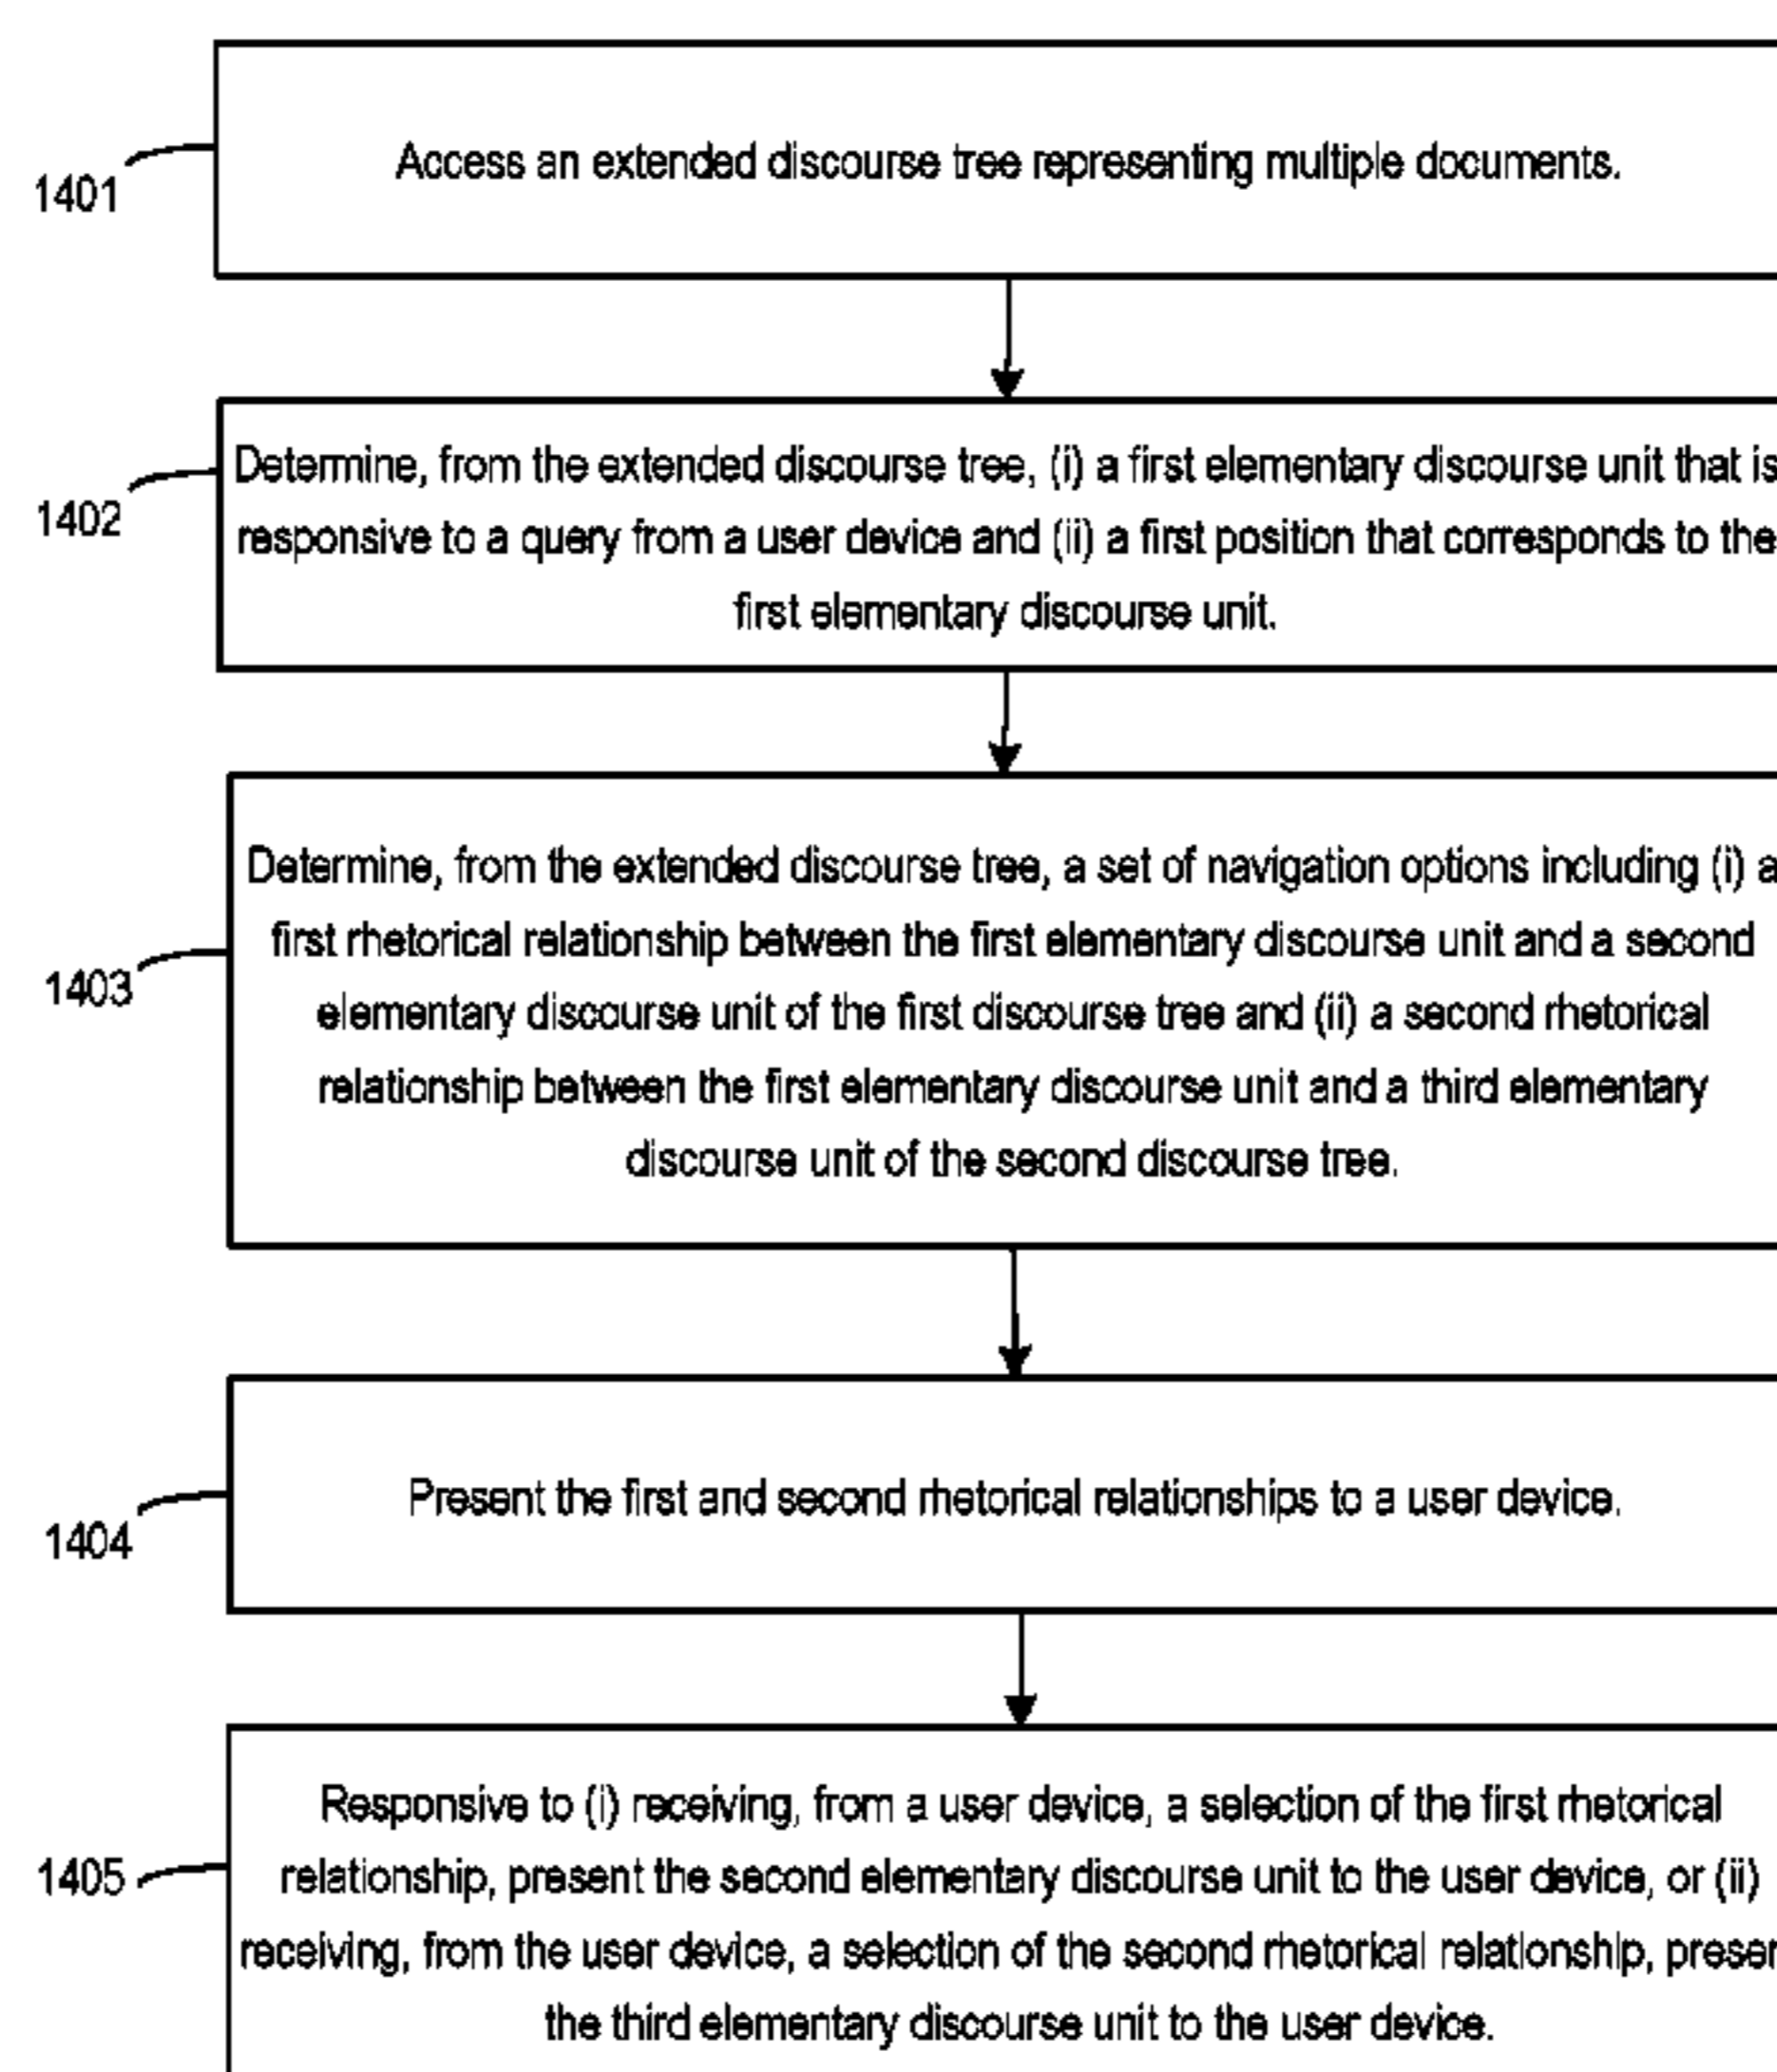 1401
Access an extended discourse tree representing multiple documents.
1402
Determine, from the extended discourse tree, (i) a first elementary discourse unit that is
responsive to a query from a user device and (ii) a first position that corresponds to the
first elementary discourse unit.
1403
Determine, from the extended discourse tree, a set of navigation options including (i) a
first rhetorical relationship between the first elementary discourse unit and a second
elementary discourse unit of the first discourse tree and (ii) a second rhetorical
relationship between the first elementary discourse unit and a third elementary
discourse unit of the second discourse tree.
1404
Present the first and second rhetorical relationships to a user device.
1405
Responsive to (i) receiving, from a user device, a selection of the first rhetorical
relationship, present the second elementary discourse unit to the user device, or (ii)
receiving, from the user device, a selection of the second rhetorical relationship,
the third elementary discourse unit to the user device.